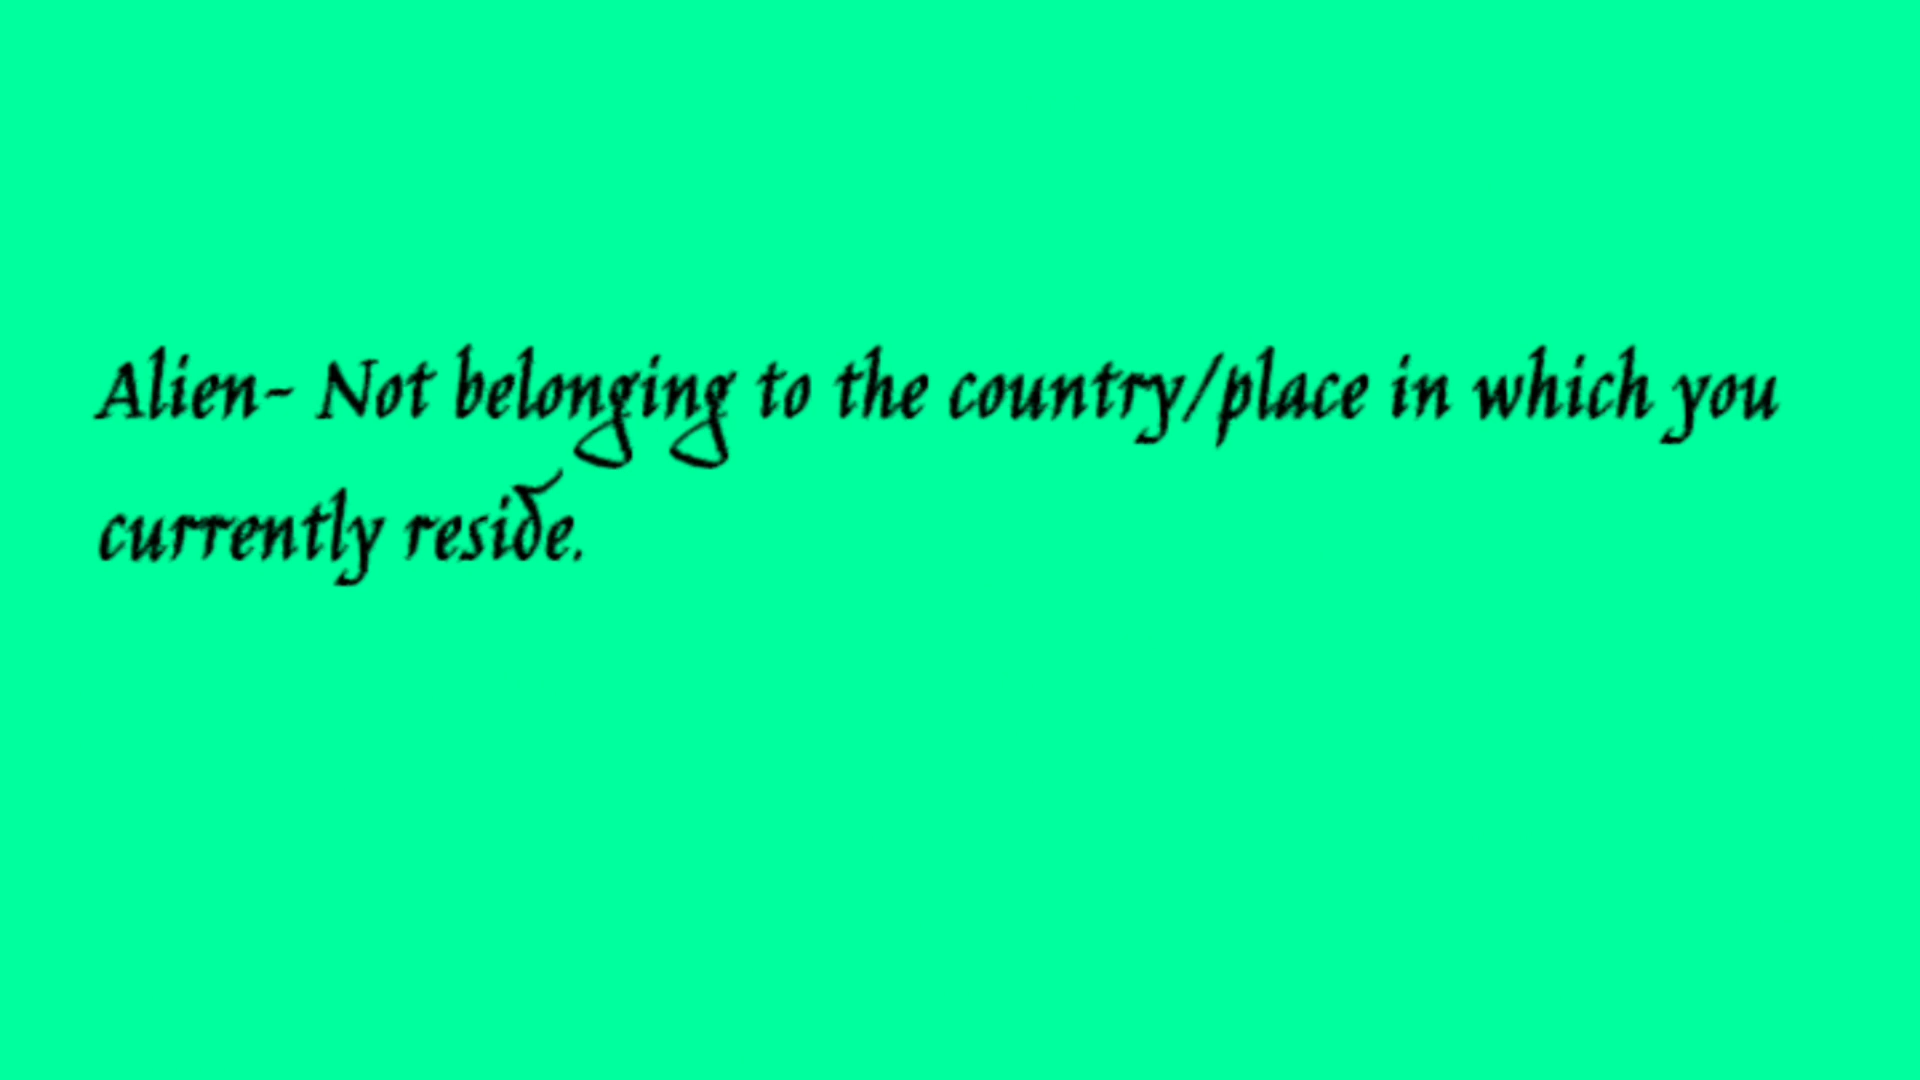 Alien- Not belonging to the country/place in which you
currently reside.